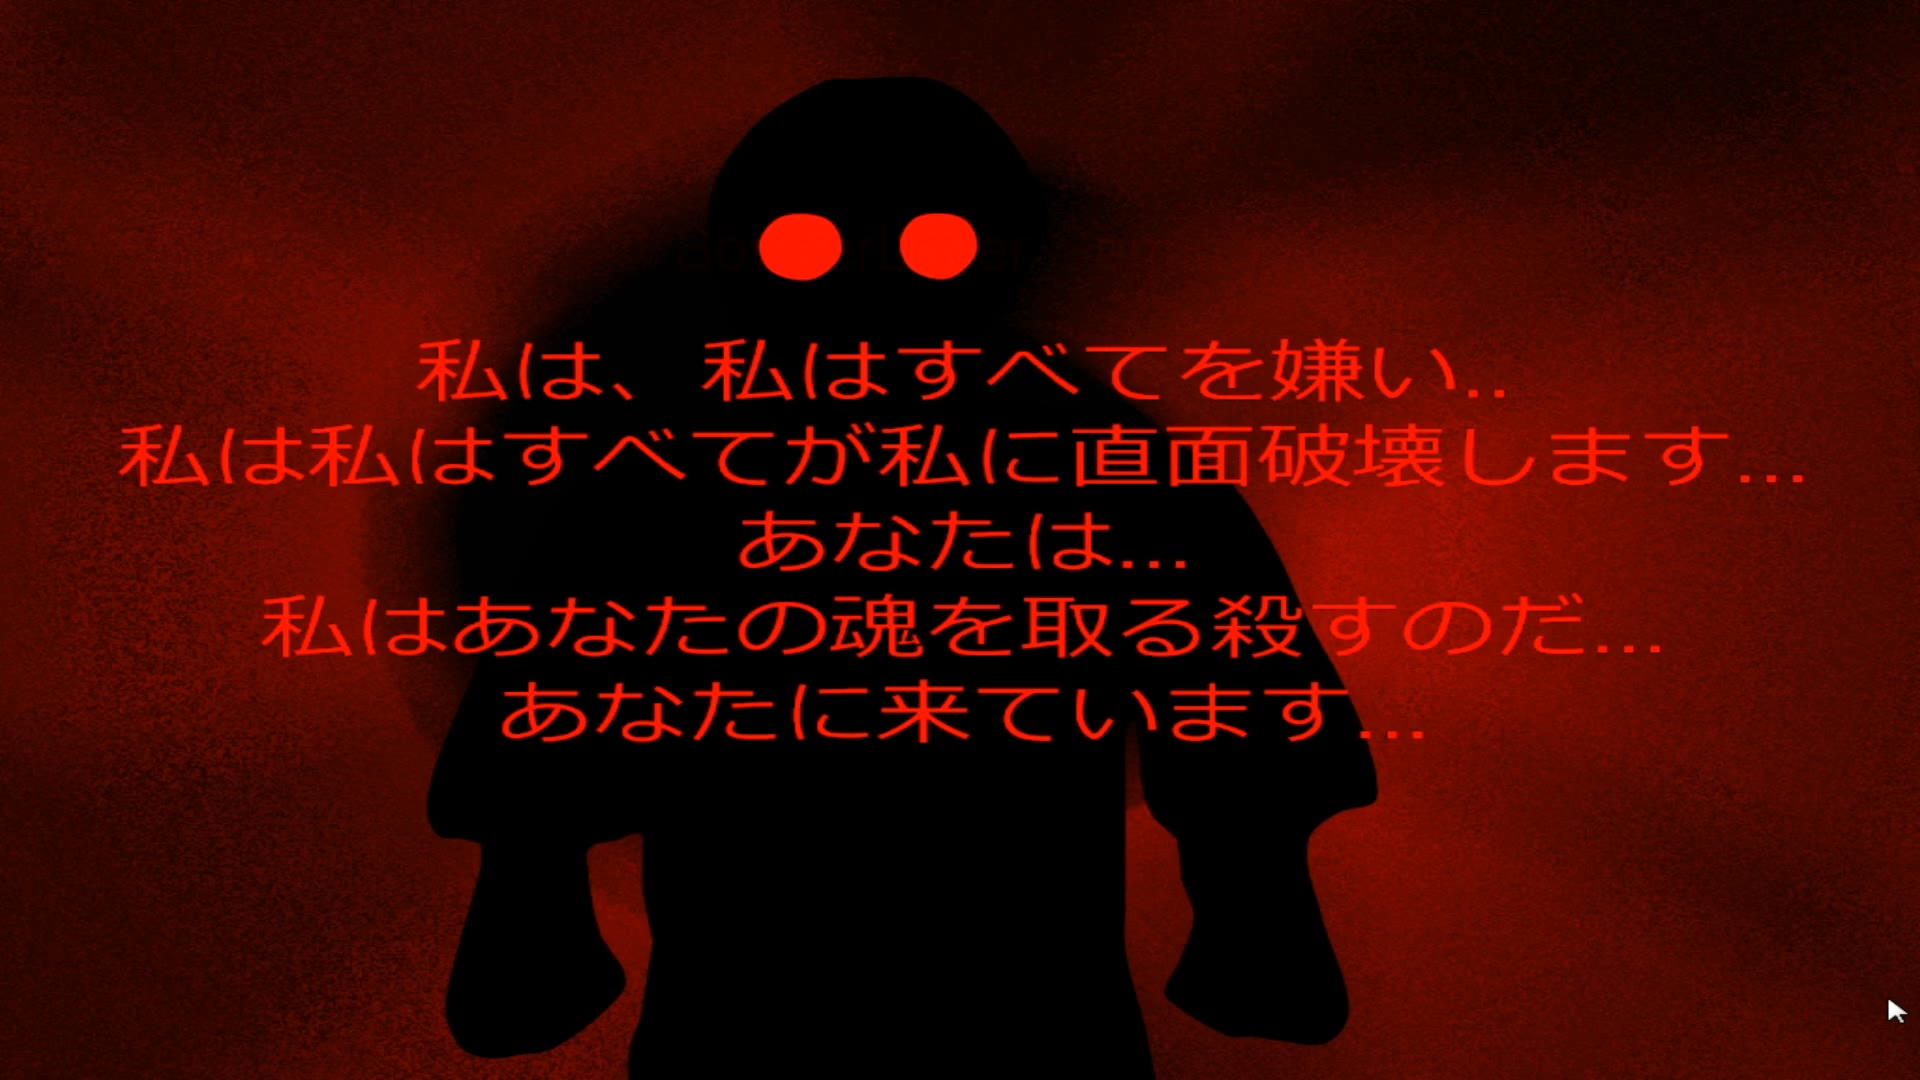 私は、私はすべてを嫌い..
私は私はすべてが私に直面破壊します...
あなたは...
私はあなたの魂を取る殺すのだ...
あなたに来ています...